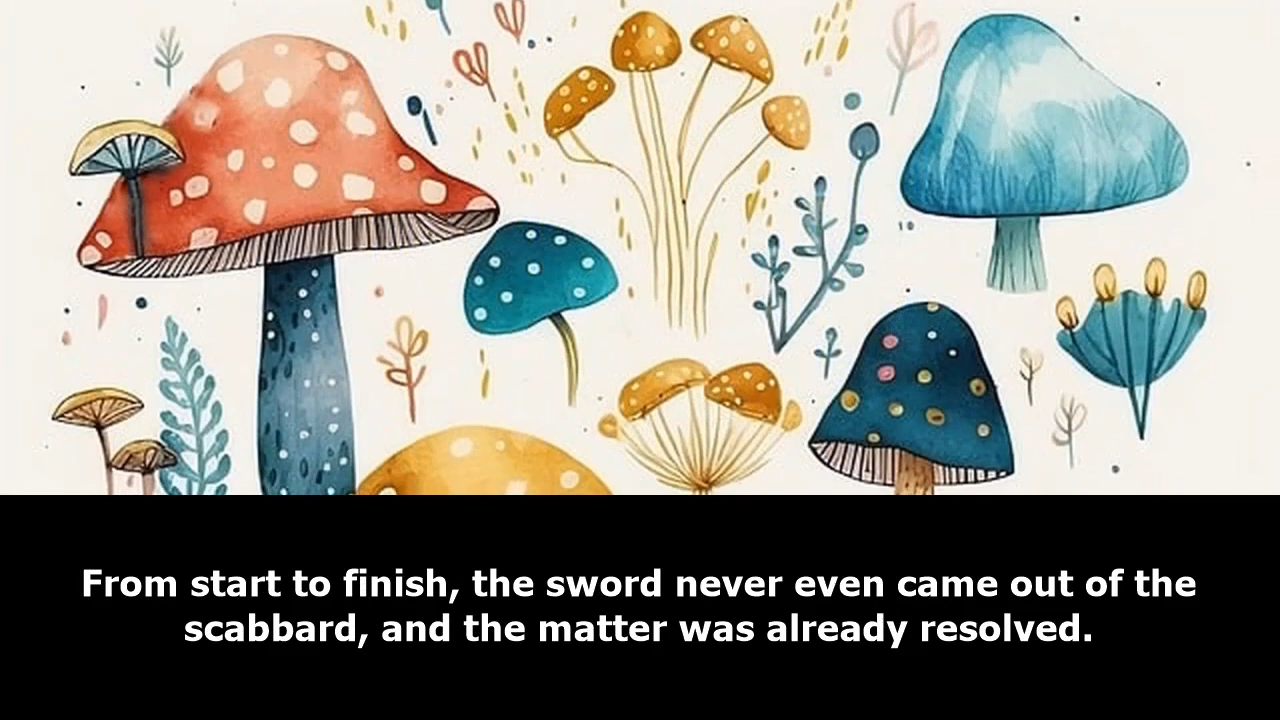 From start to finish, the sword never even came out of the
scabbard, and the matter was already resolved.